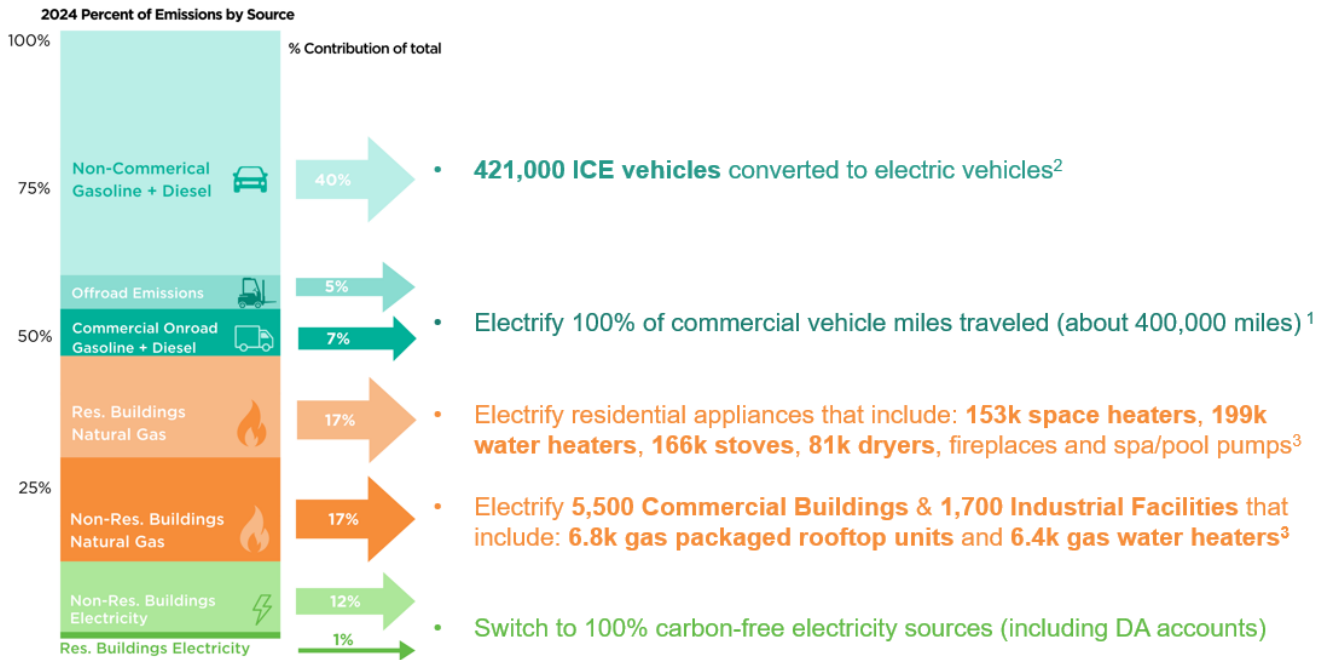 2024 Percent of Emissions by Source
100%
% Contribution of total
Non-Commerical
Gasoline + Diesel
40%
• 421,000 ICE vehicles converted to electric vehicles2
75%
Offroad Emissions
5%
50%
Commercial Onroad
Gasoline + Diesel
7%
• Electrify 100% of commercial vehicle miles traveled (about 400,000 miles) 1
Res. Buildings
Natural Gas
17%
• Electrify residential appliances that include: 153k space heaters, 199k
water heaters, 166k stoves, 81k dryers, fireplaces and spa/pool pumps3
25%
Non-Res. Buildings
Natural Gas
17%
• Electrify 5,500 Commercial Buildings & 1,700 Industrial Facilities that
include: 6.8k gas packaged rooftop units and 6.4k gas water heaters3
Non-Res. Buildings
Electricity
12%
Res. Buildings Electricity
1%
• Switch to 100% carbon-free electricity sources (including DA accounts)